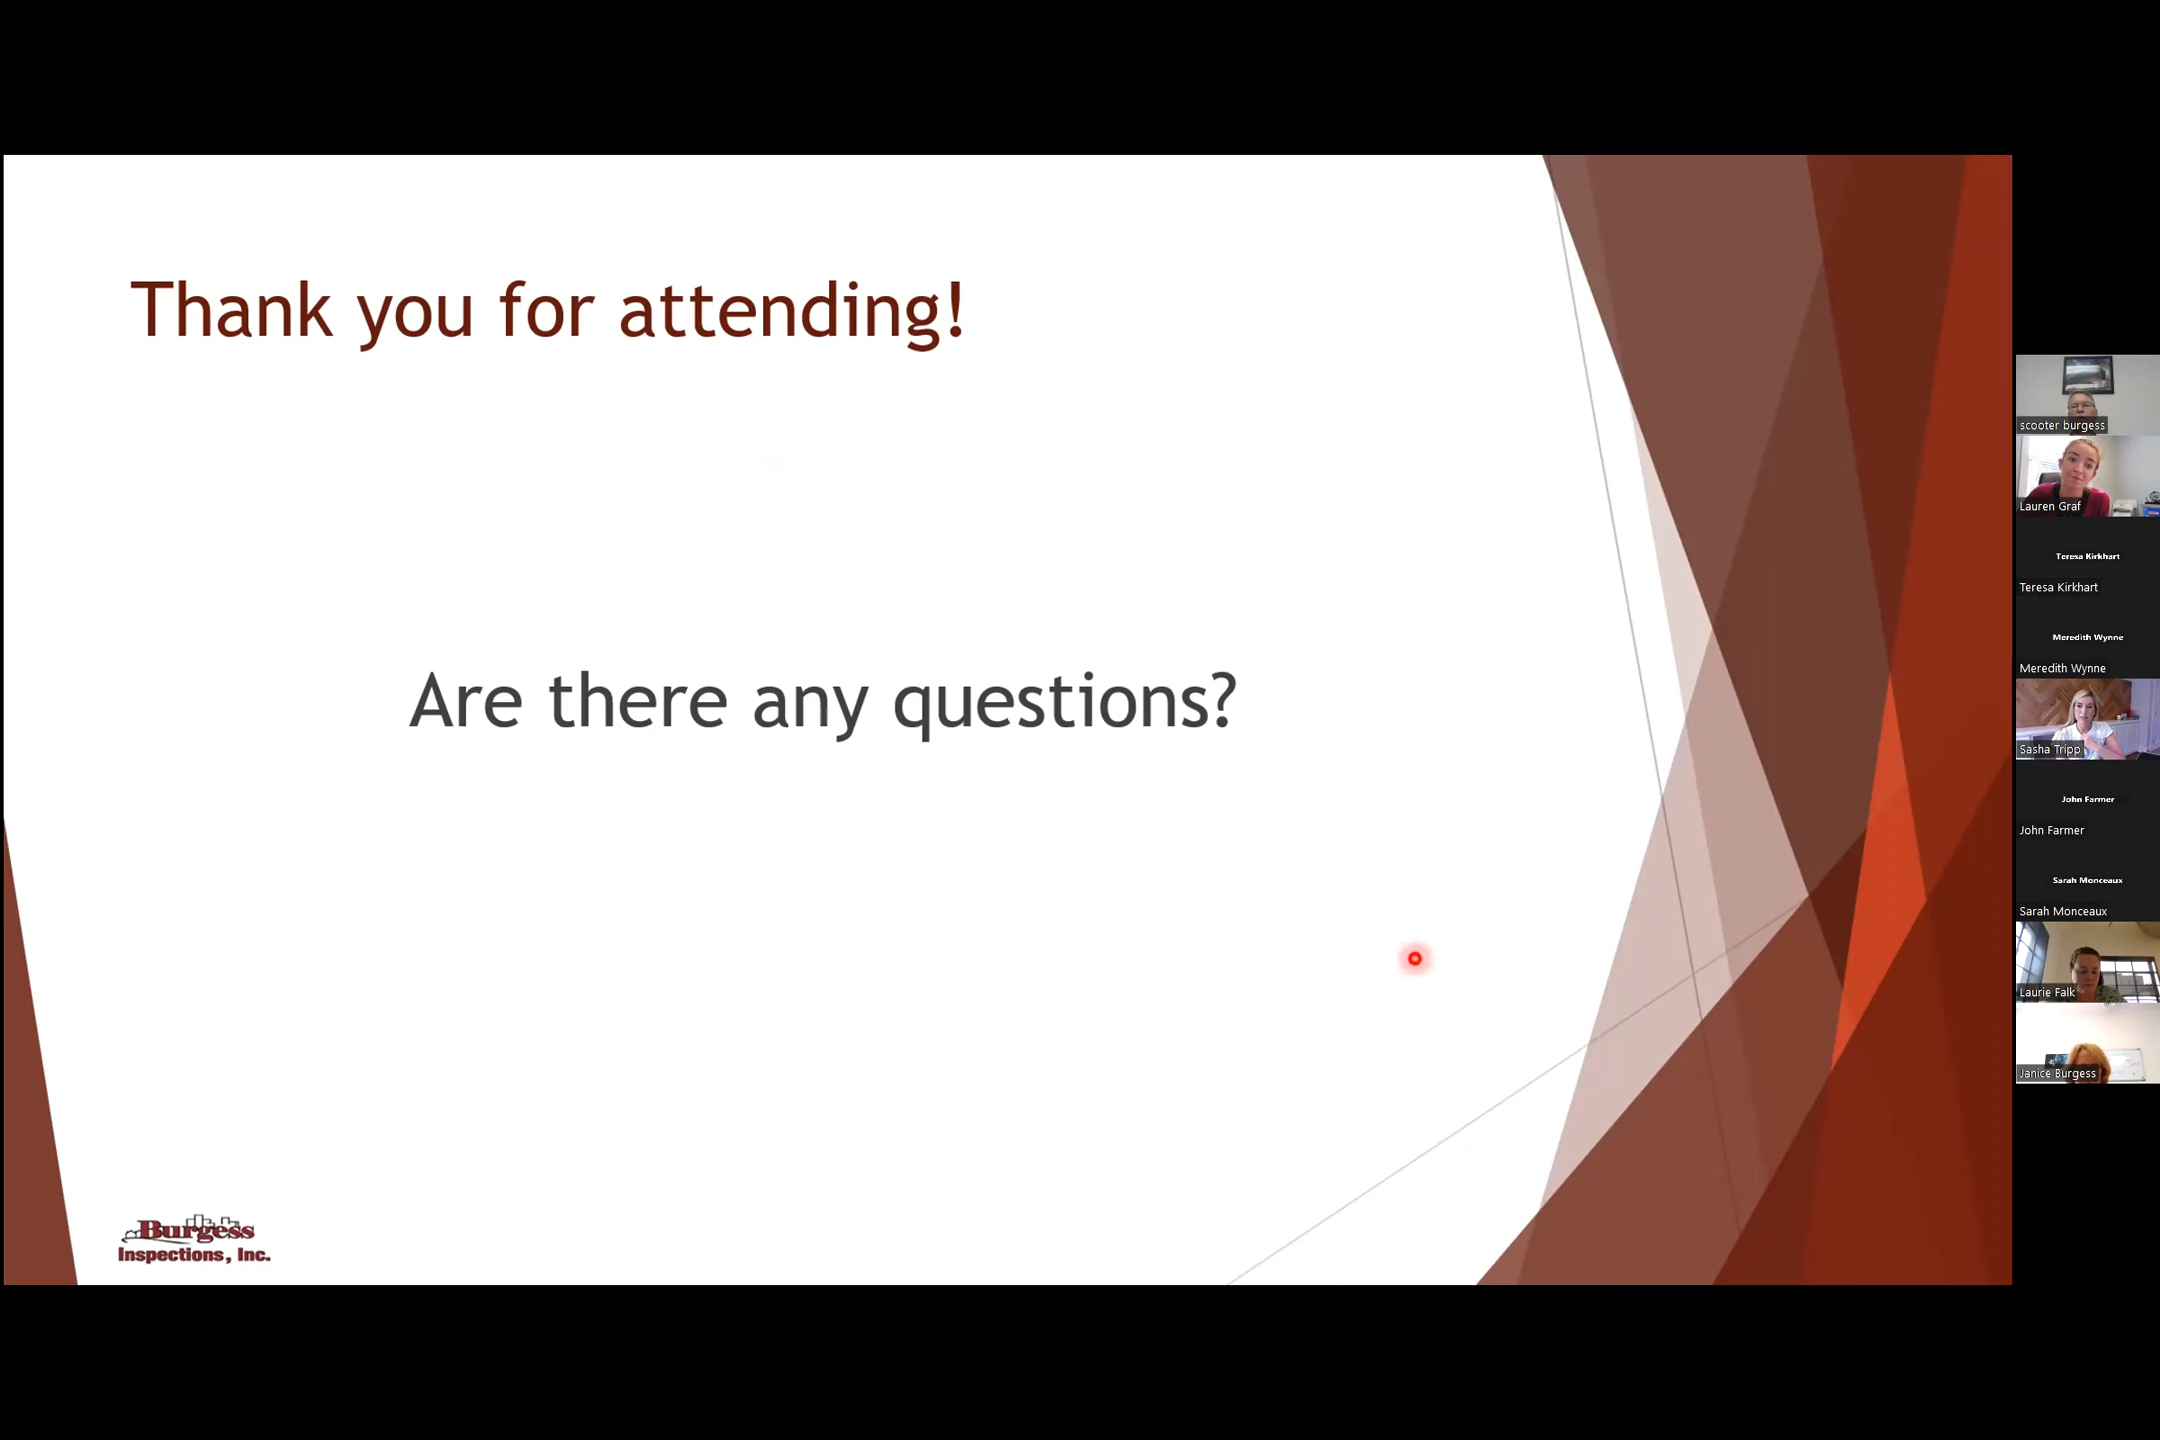 Thank you for attending!
Are there any questions?
Burgess
Inspections, Inc.
scooter burgess
Lauren Graf
Teresa Kirkhart
Teresa Kirkhart
Meredith Wynne
Meredith Wynne
Sasha Tripp
John Farmer
John Farmer
Sarah Monceaux
Sarah Monceaux
Laurie Falk
Janice Burgess